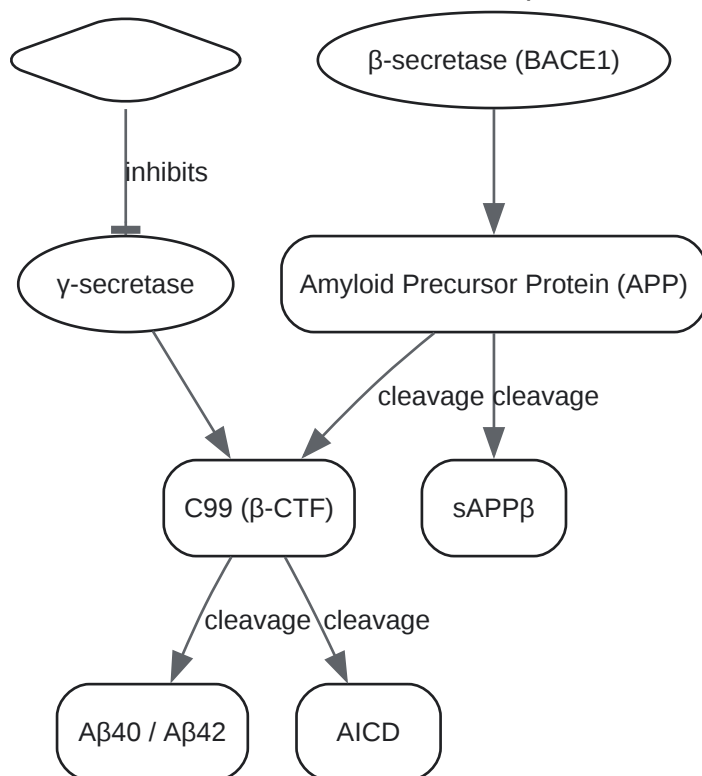 β-secretase (BACE1)
inhibits
γ-secretase
Amyloid Precursor Protein (APP)
cleavage
cleavage
C99 (β-CTF)
sAPPβ
cleavage
cleavage
Aβ40 / Aβ42
AICD